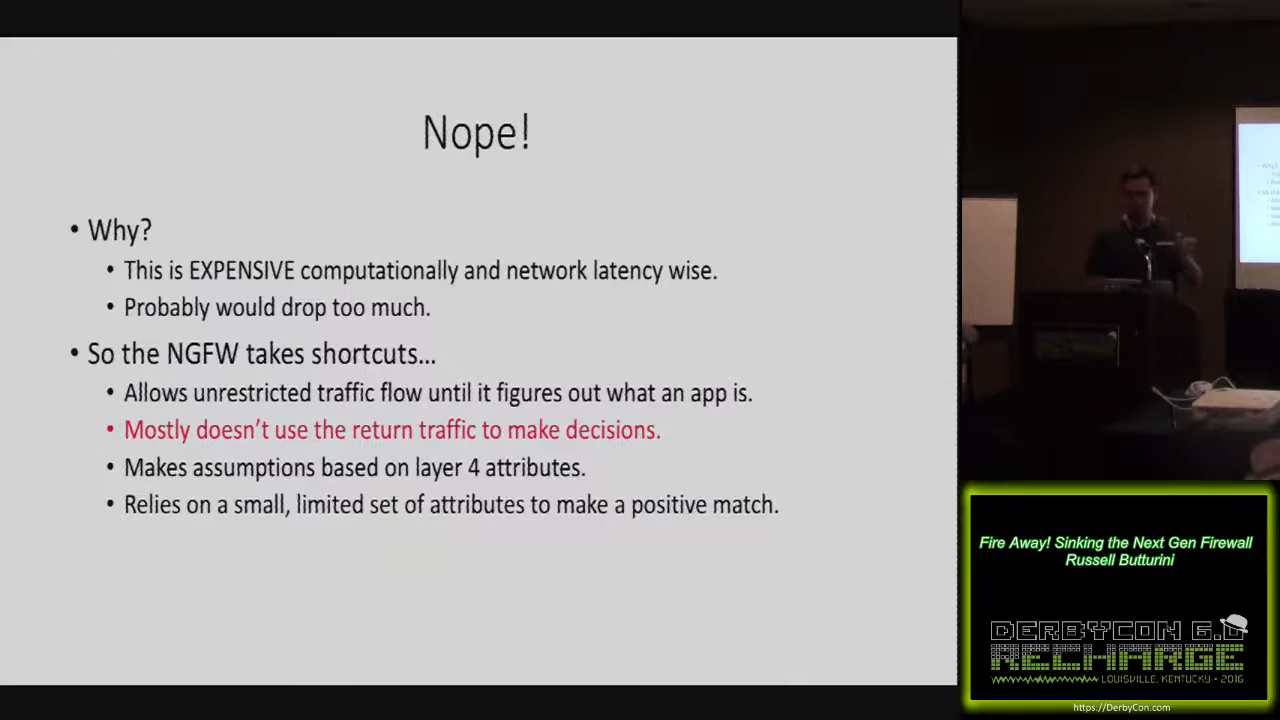 Nope!
• Why?
• This is EXPENSIVE computationally and network latency wise.
• Probably would drop too much.
• So the NGFW takes shortcuts...
• Allows unrestricted traffic flow until it figures out what an app is.
• Mostly doesn't use the return traffic to make decisions.
• Makes assumptions based on layer 4 attributes.
• Relies on a small, limited set of attributes to make a positive match.
Fire Away! Sinking the Next Gen Firewall
Russell Butturini
DERBYCON 6.0
RECHARGE
LOUISVILLE, KENTUCKY • 2016
https://DerbyCon.com